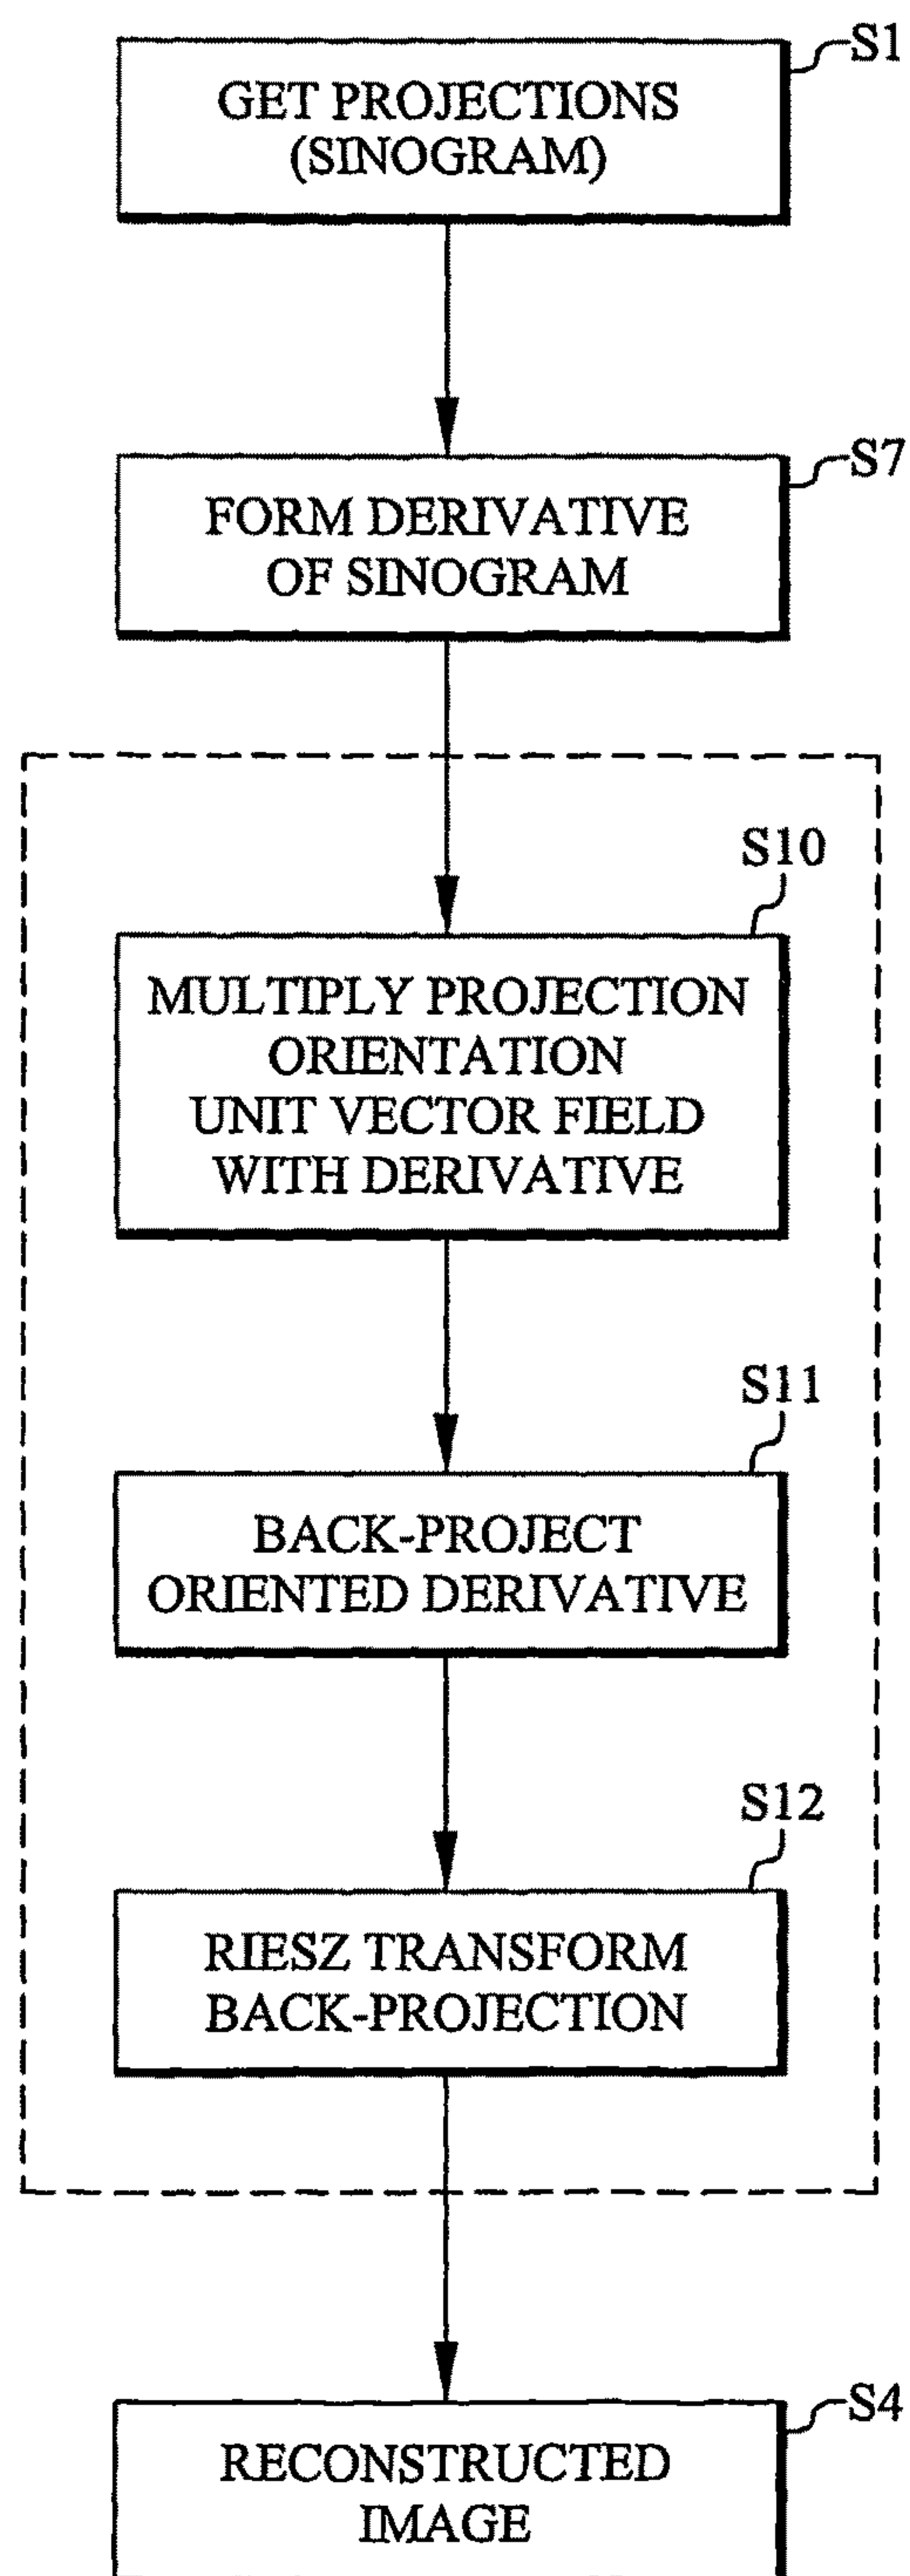 S1
GET PROJECTIONS
(SINOGRAM)
S7
FORM DERIVATIVE
OF SINOGRAM
S10
MULTIPLY PROJECTION
ORIENTATION
UNIT VECTOR FIELD
WITH DERIVATIVE
S11
BACK-PROJECT
ORIENTED DERIVATIVE
S12
RIESZ TRANSFORM
BACK-PROJECTION
S4
RECONSTRUCTED
IMAGE